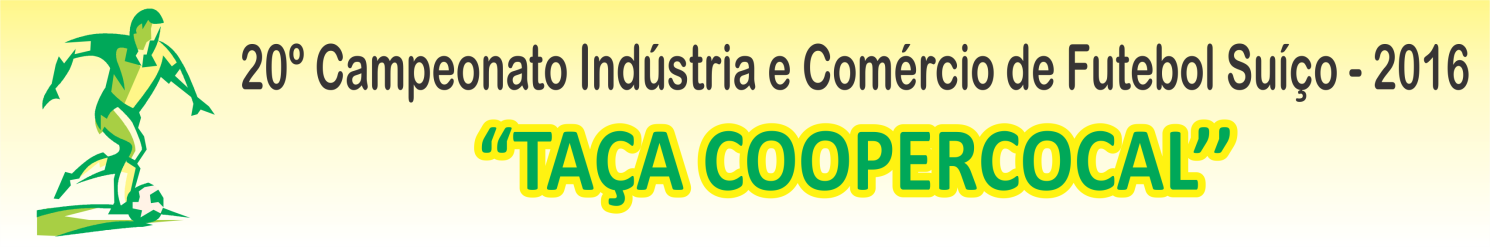 20º Campeonato Indústria e Comércio de Futebol Suíço - 2016
“TAÇA COOPERCOCAL”